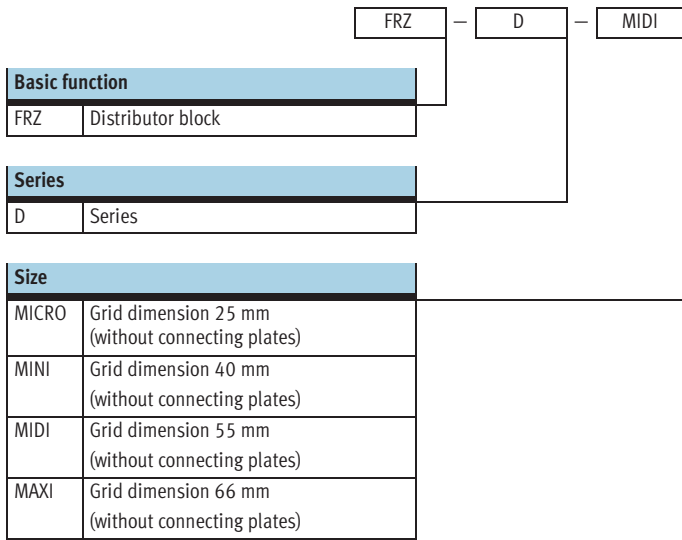 FRZ — D — MIDI
Basic function
FRZ Distributor block
Series
D Series
Size
MICRO Grid dimension 25 mm
(without connecting plates)
MINI Grid dimension 40 mm
(without connecting plates)
MIDI Grid dimension 55 mm
(without connecting plates)
MAXI Grid dimension 66 mm
(without connecting plates)